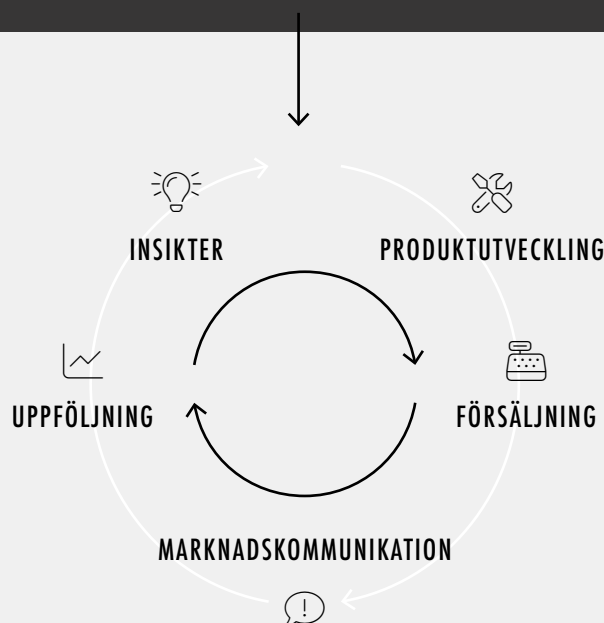 INSIKTER
PRODUKTUTVECKLING
UPPFÖLJNING
FÖRSÄLJNING
MARKNADSKOMMUNIKATION
!